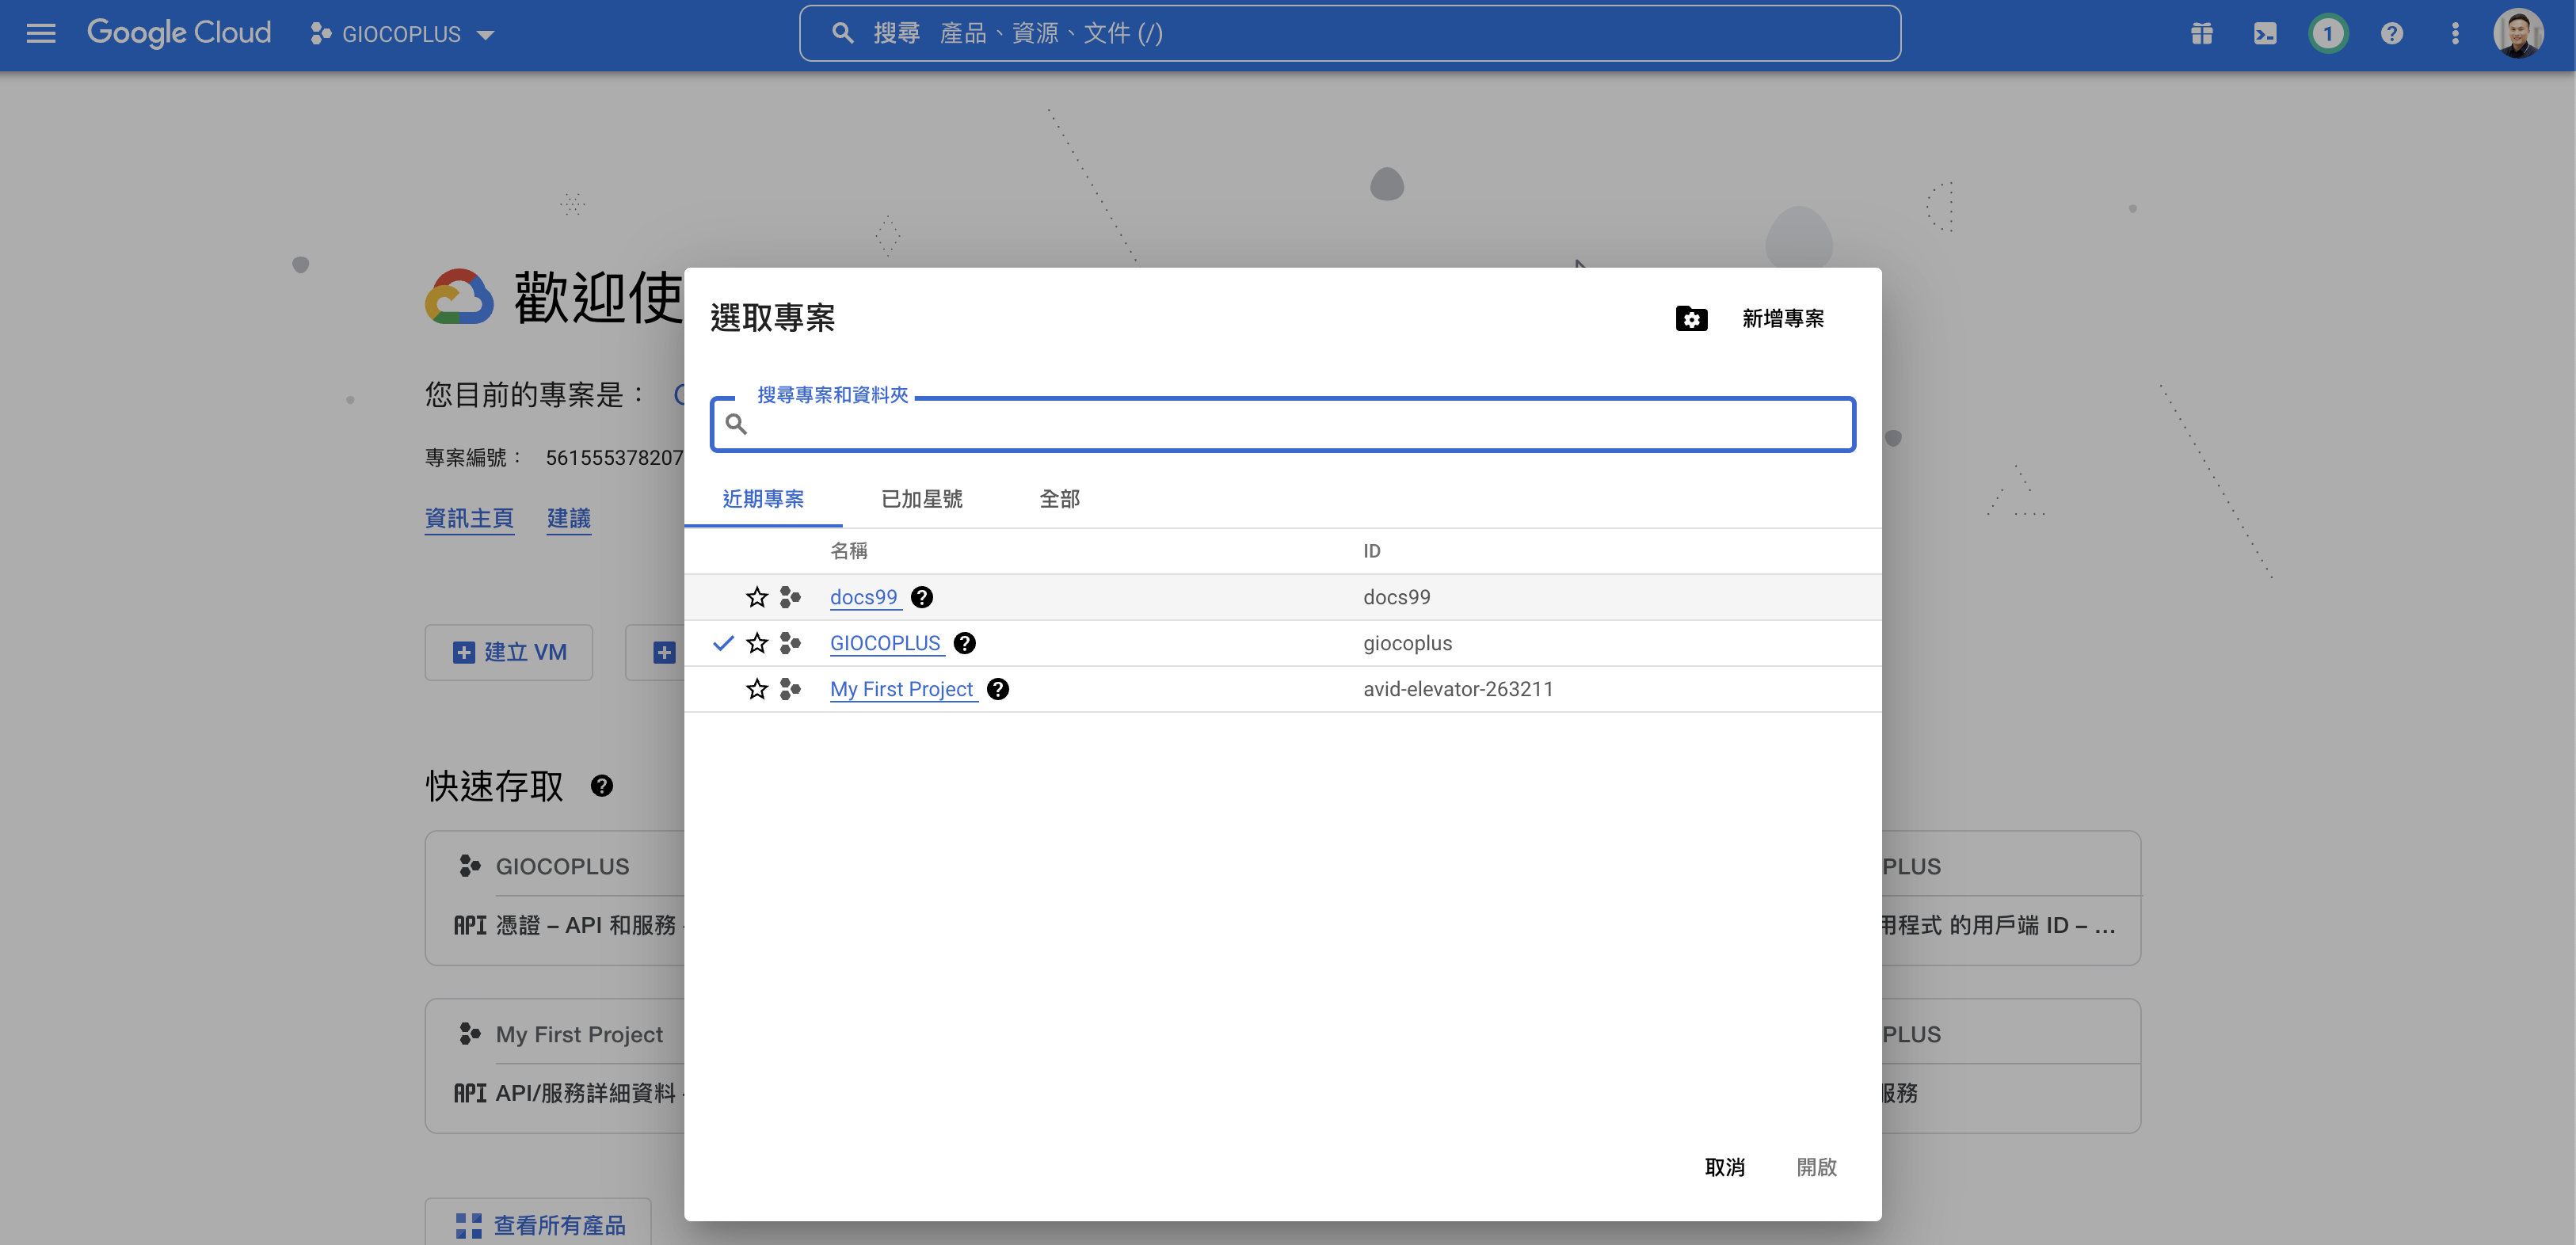 Google Cloud
GIOCOPLUS
搜尋 產品、資源、文件 (/)
1
歡迎使
您目前的專案是：
專案編號： 561555378207
資訊主頁 建議
建立 VM
快速存取
GIOCOPLUS
API 憑證 – API 和服務
My First Project
API API/服務詳細資料
查看所有產品
選取專案
新增專案
搜尋專案和資料夾
近期專案 已加星號 全部
名稱 ID
docs99 docs99
GIOCOPLUS giocoplus
My First Project avid-elevator-263211
取消 開啟
PLUS
用程式 的用戶端 ID – ...
PLUS
服務